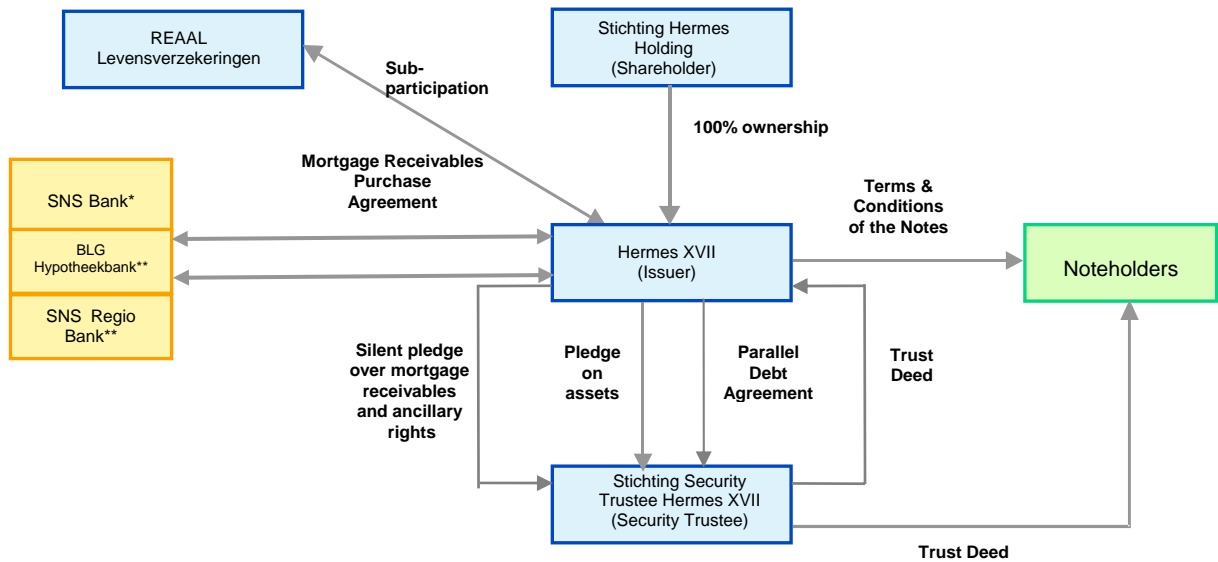 REAAL
Levensverzekeringen
Stichting Hermes
Holding
(Shareholder)
Sub-
participation
100% ownership
Mortgage Receivables
Purchase
Agreement
Terms &
Conditions
of the Notes
SNS Bank*
BLG
Hypotheekbank**
SNS Regio
Bank**
Hermes XVII
(Issuer)
Noteholders
Silent pledge
over mortgage
receivables
and ancillary
rights
Pledge
on
assets
Parallel
Debt
Agreement
Trust
Deed
Stichting Security
Trustee Hermes XVII
(Security Trustee)
Trust Deed